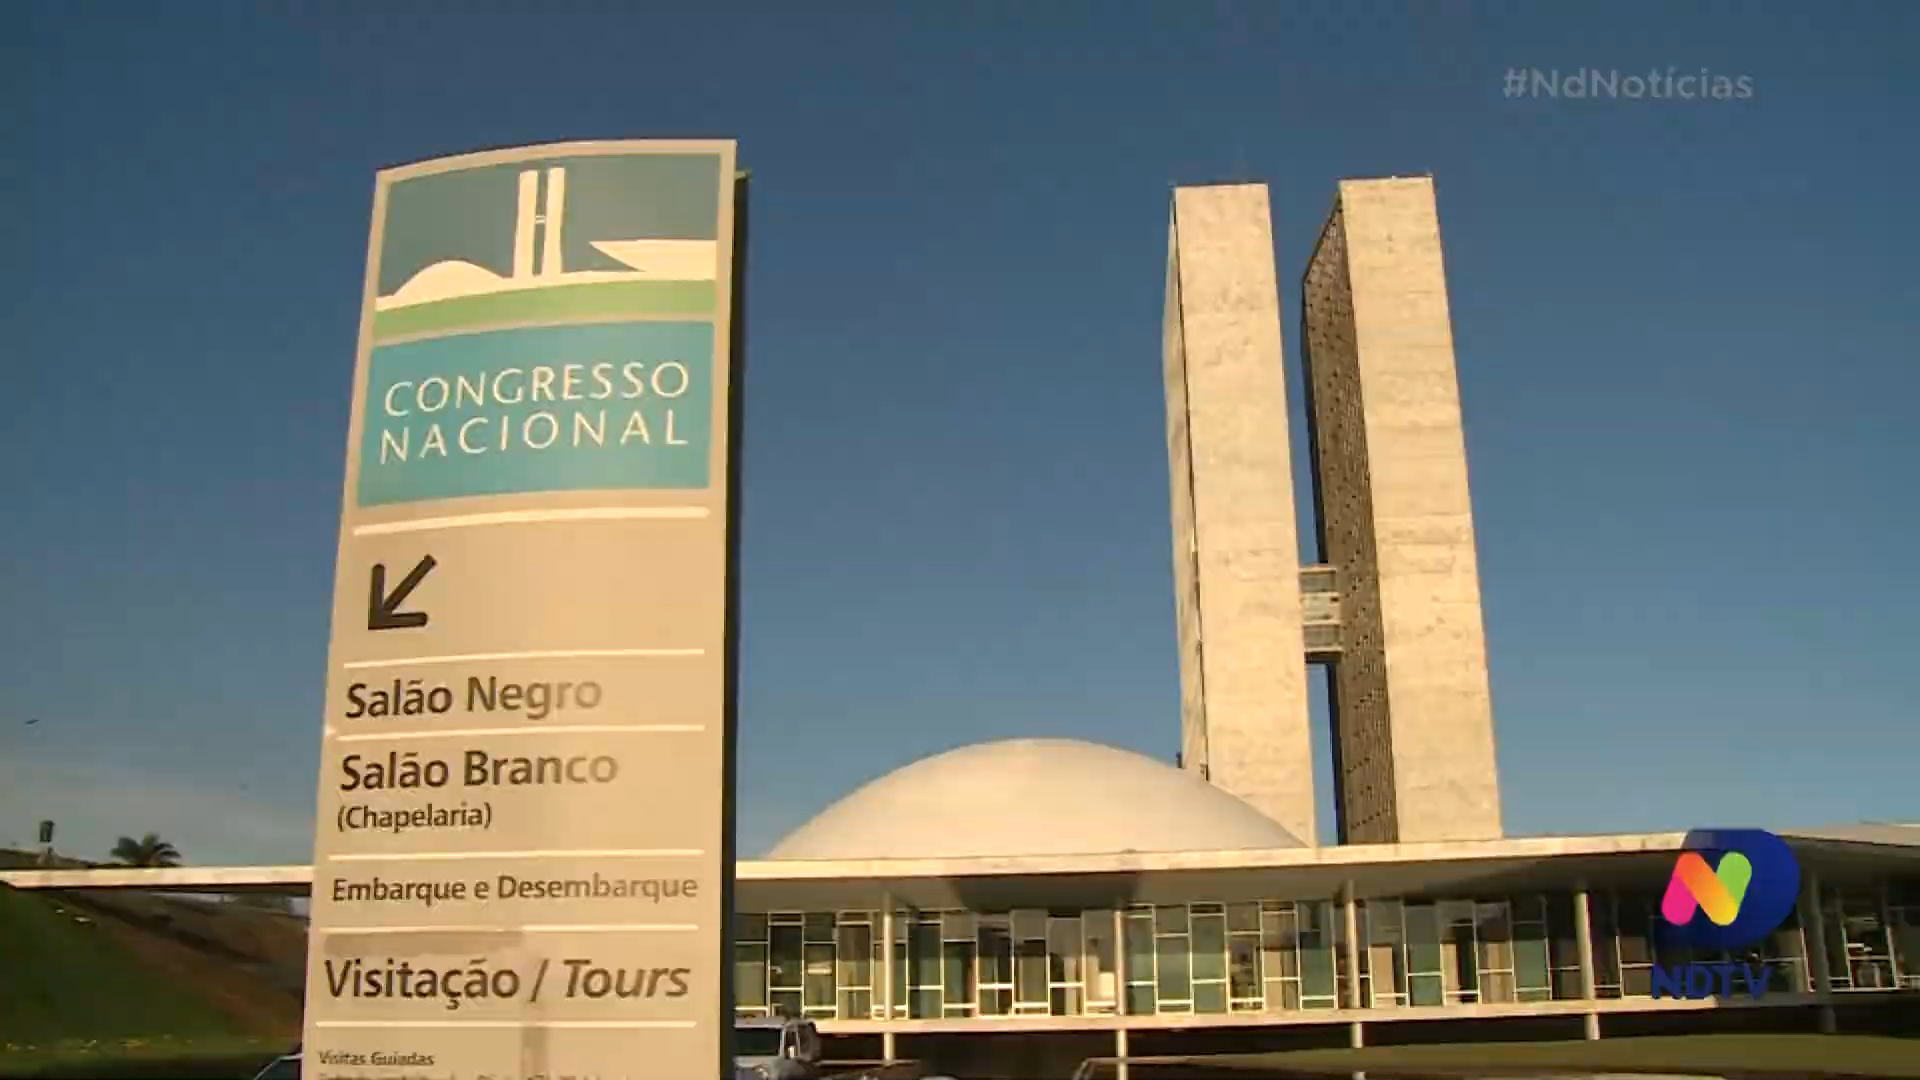 #NdNotícias
CONGRESSO
NACIONAL
Salão Negro
Salão Branco
(Chapelaria)
Embarque e Desembarque
Visitação / Tours
Visitas Guiadas
NDTV